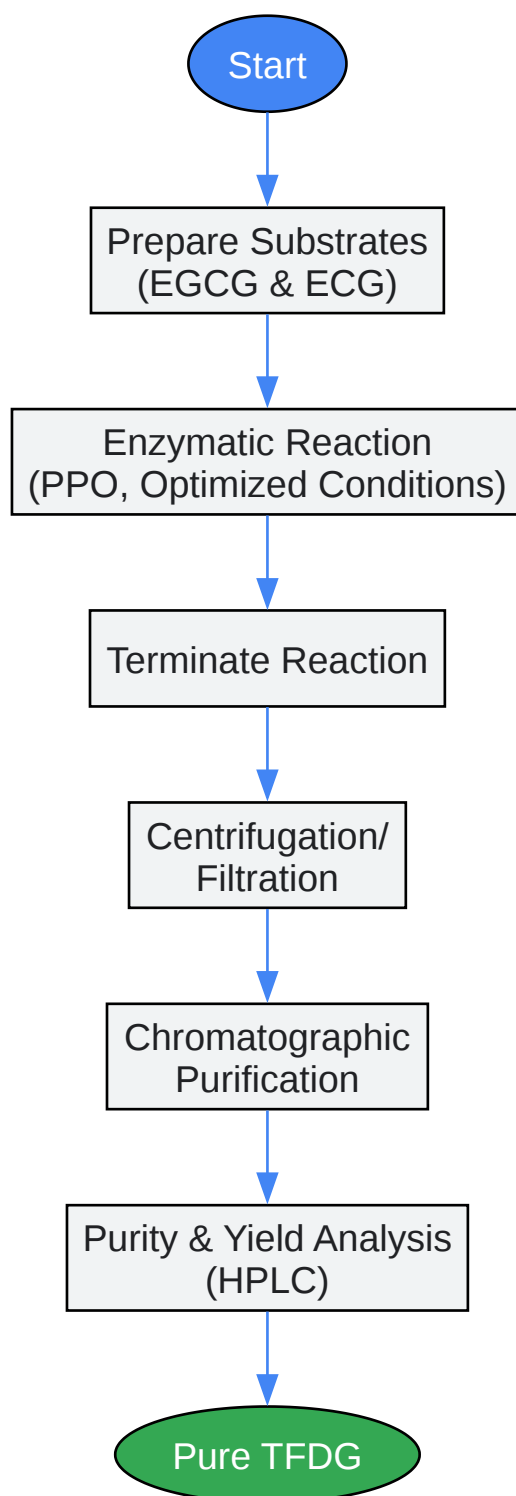 Start
Prepare Substrates
(EGCG & ECG)
Enzymatic Reaction
(PPO, Optimized Conditions)
Terminate Reaction
Centrifugation/
Filtration
Chromatographic
Purification
Purity & Yield Analysis
(HPLC)
Pure TFDG